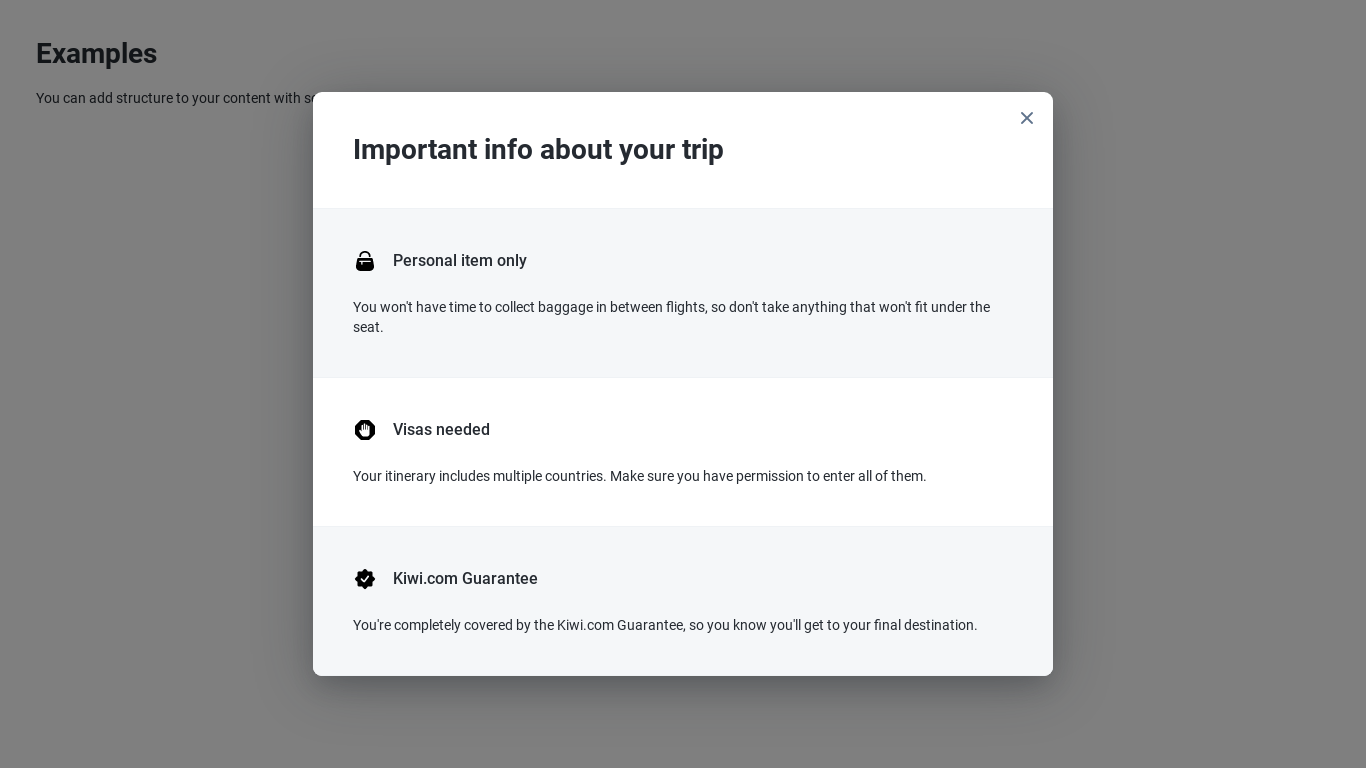 Examples
You can add structure to your content with
Important info about your trip
Personal item only
You won't have time to collect baggage in between flights, so don't take anything that won't fit under the
seat.
Visas needed
Your itinerary includes multiple countries. Make sure you have permission to enter all of them.
Kiwi.com Guarantee
You're completely covered by the Kiwi.com Guarantee, so you know you'll get to your final destination.